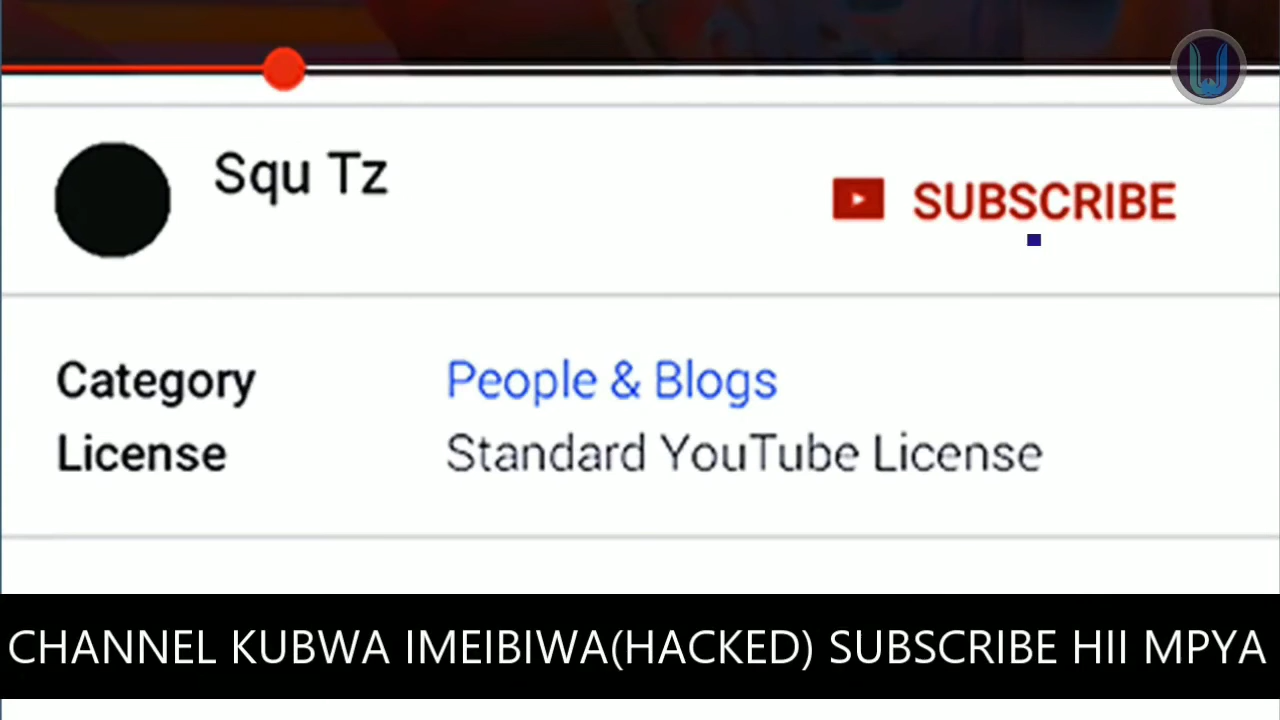 Squ Tz
SUBSCRIBE
Category People & Blogs
License Standard YouTube License
CHANNEL KUBWA IMEIBIWA(HACKED) SUBSCRIBE HII MPYA